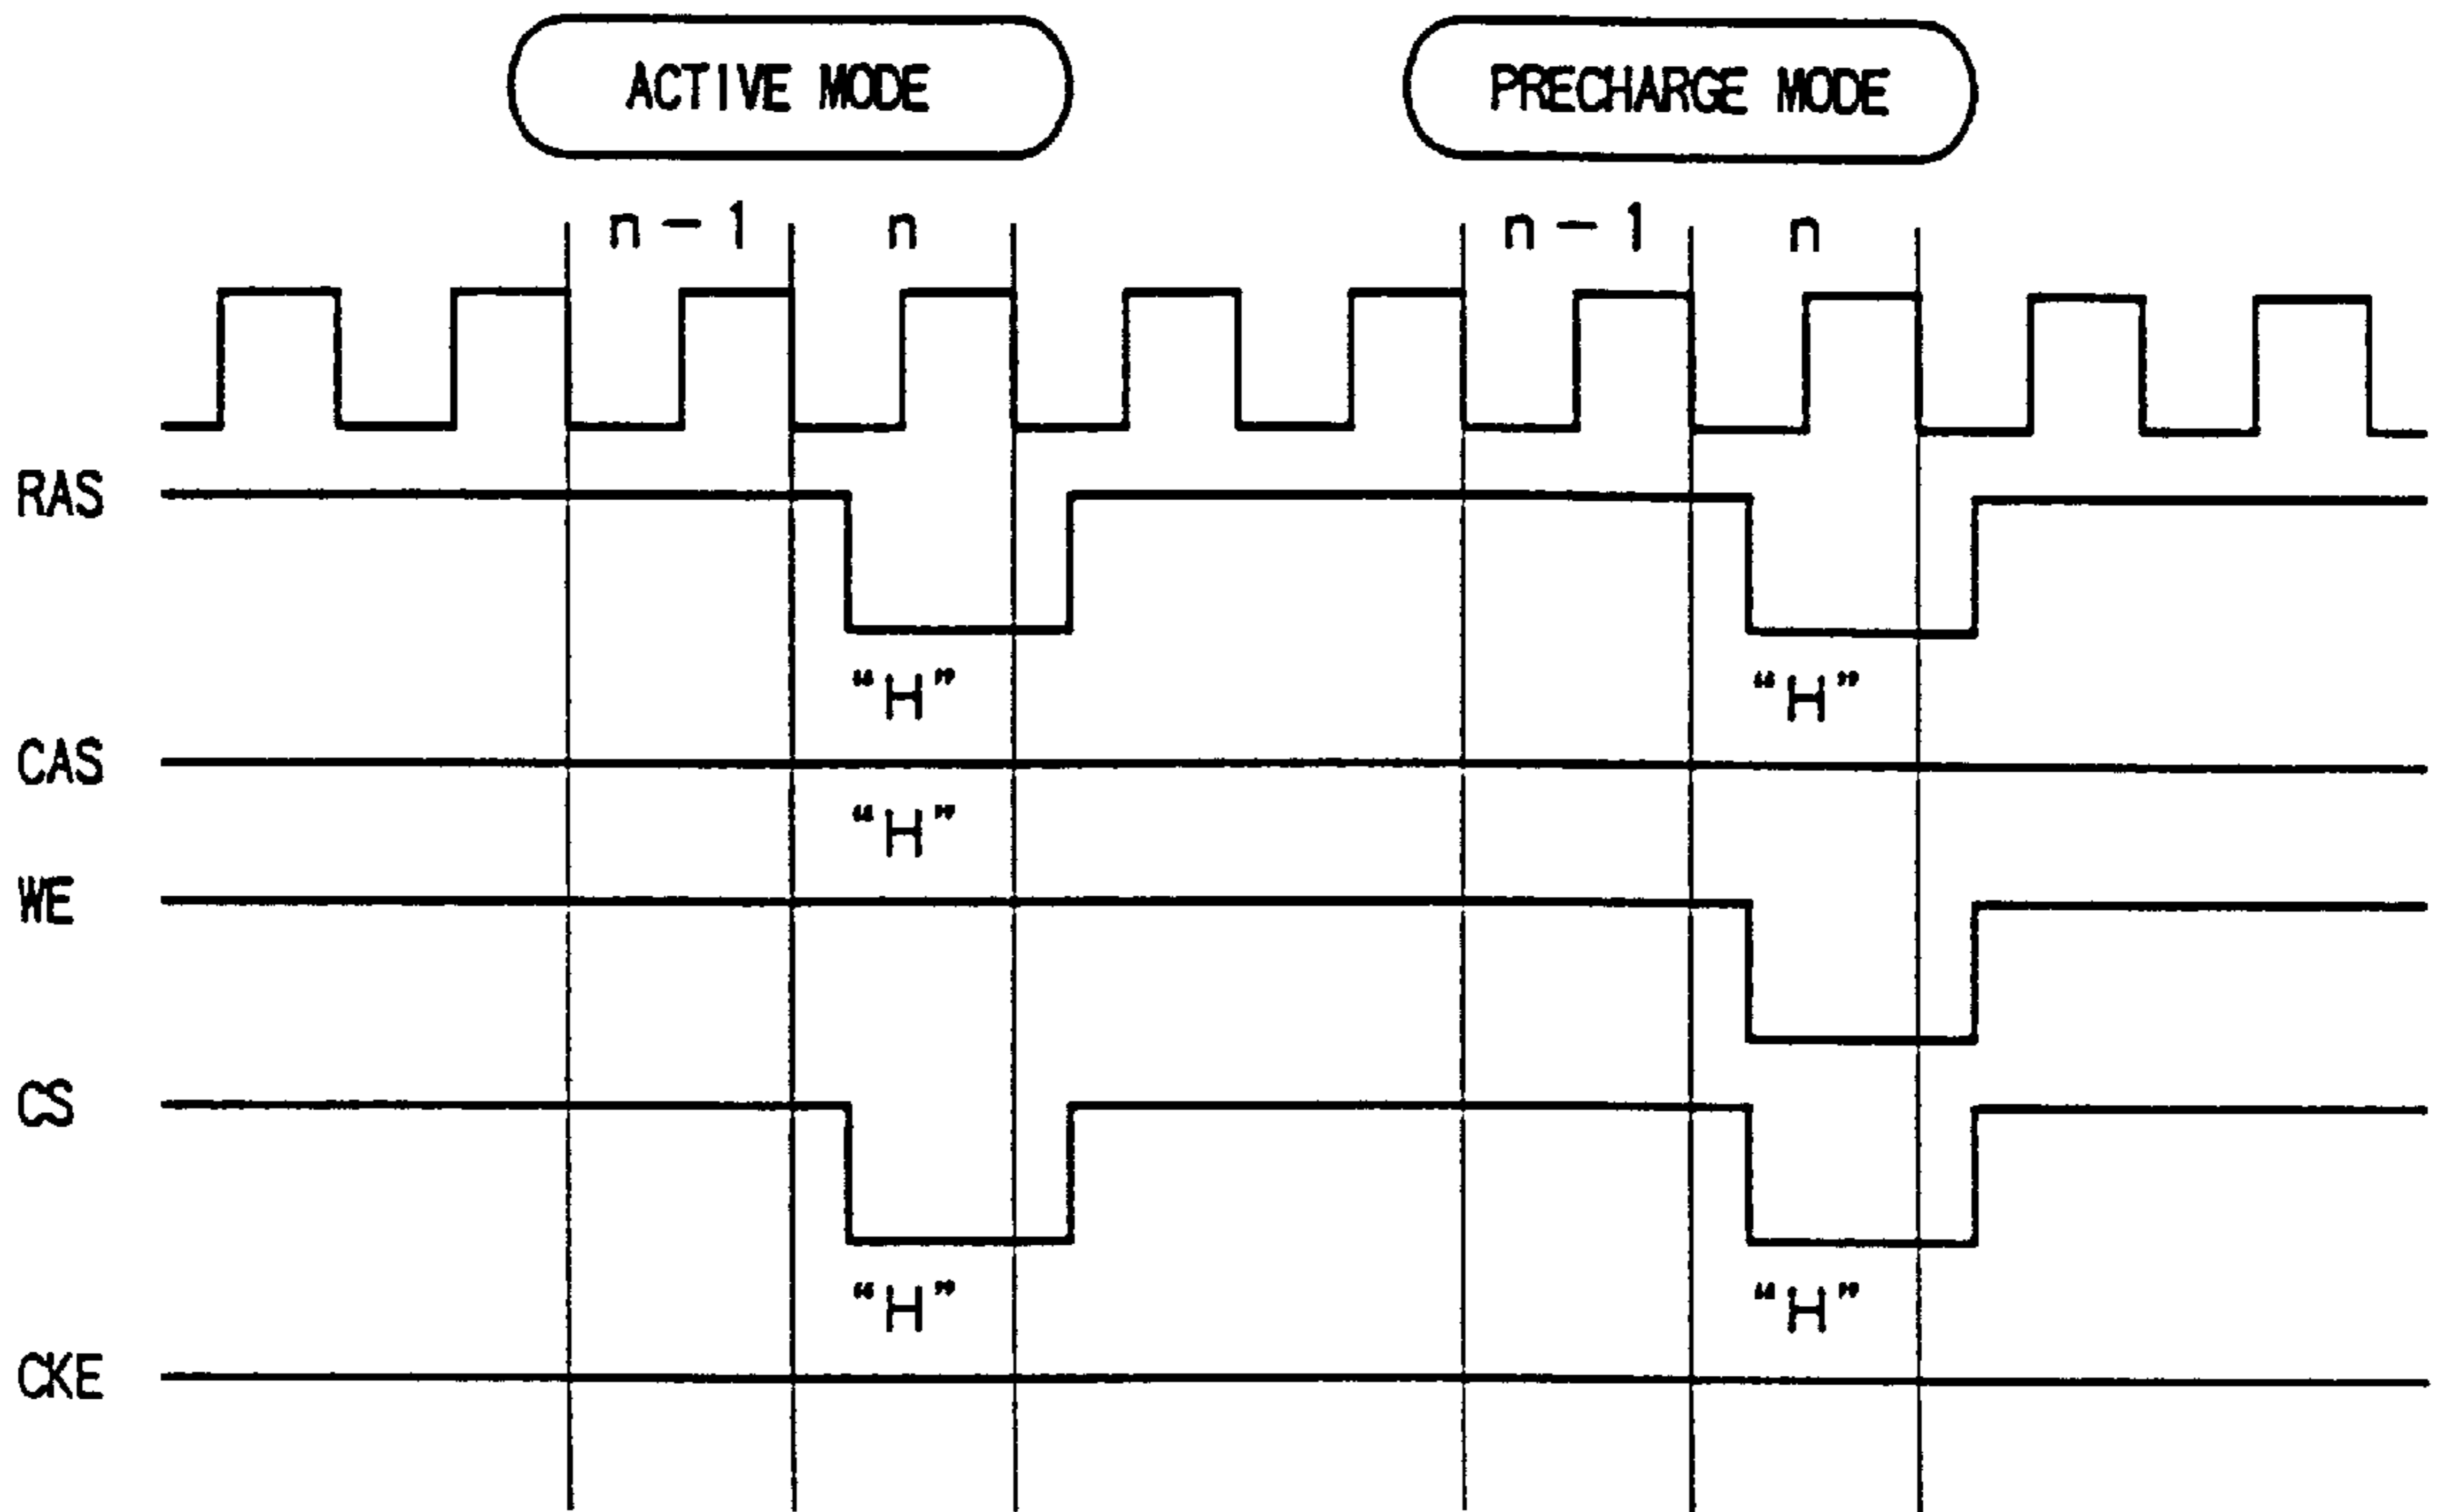 ACTIVE MODE PRECHARGE MODE
n-1 n n-1 n
RAS
“H” “H”
CAS
“H”
WE
CS
“H” “H”
CKE